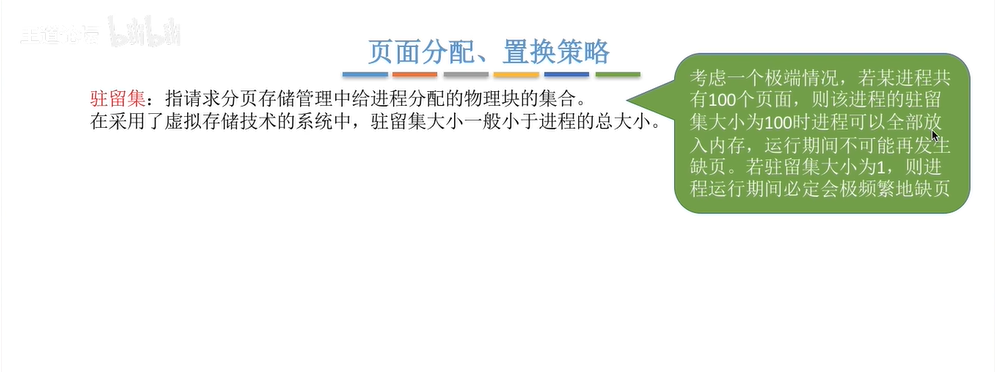 王道论坛 bilibili
页面分配、置换策略
驻留集：指请求分页存储管理中给进程分配的物理块的集合。
在采用了虚拟存储技术的系统中，驻留集大小一般小于进程的总大小。
考虑一个极端情况，若某进程共
有100个页面，则该进程的驻留
集大小为100时进程可以全部放
入内存，运行期间不可能再发生
缺页。若驻留集大小为1，则进
程运行期间必定会极频繁地缺页